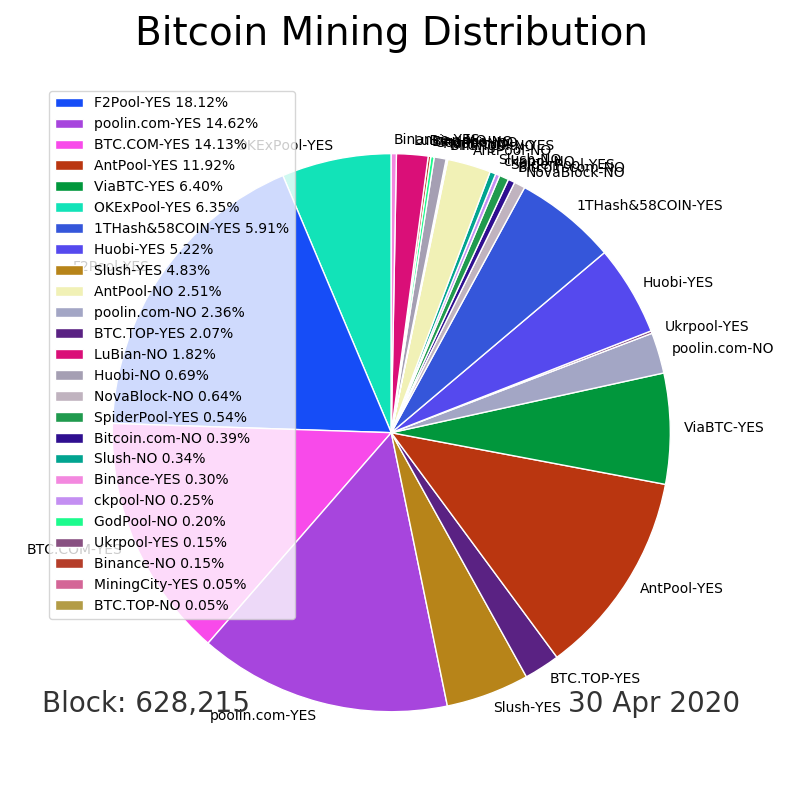 Bitcoin Mining Distribution
F2Pool-YES 18.12%
poolin.com-YES 14.62%
BTC.COM-YES 14.13%
AntPool-YES 11.92%
ViaBTC-YES 6.40%
OKExPool-YES 6.35%
1THash&58COIN-YES 5.91%
Huobi-YES 5.22%
Slush-YES 4.83%
AntPool-NO 2.51%
poolin.com-NO 2.36%
BTC.TOP-YES 2.07%
LuBian-NO 1.82%
Huobi-NO 0.69%
NovaBlock-NO 0.64%
SpiderPool-YES 0.54%
Bitcoin.com-NO 0.39%
Slush-NO 0.34%
Binance-YES 0.30%
ckpool-NO 0.25%
GodPool-NO 0.20%
Ukrpool-YES 0.15%
Binance-NO 0.15%
MiningCity-YES 0.05%
BTC.TOP-NO 0.05%
OKExPool-YES
F2Pool-YES
BTC.COM-YES
poolin.com-YES
Slush-YES
BTC.TOP-YES
AntPool-YES
ViaBTC-YES
poolin.com-NO
Ukrpool-YES
Huobi-YES
1THash&58COIN-YES
NovaBlock-NO
AntPool-NO
Slush-NO
Binance-YES
Block: 628,215
30 Apr 2020